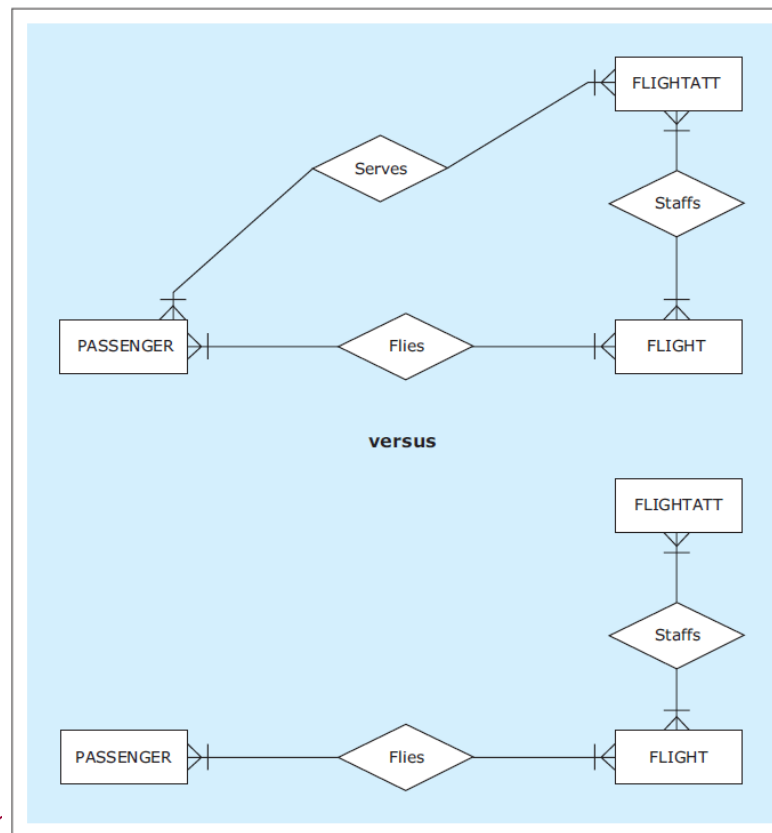 FLIGHTATT
Serves
Staffs
PASSENGER
Flies
FLIGHT
versus
FLIGHTATT
Staffs
PASSENGER
Flies
FLIGHT